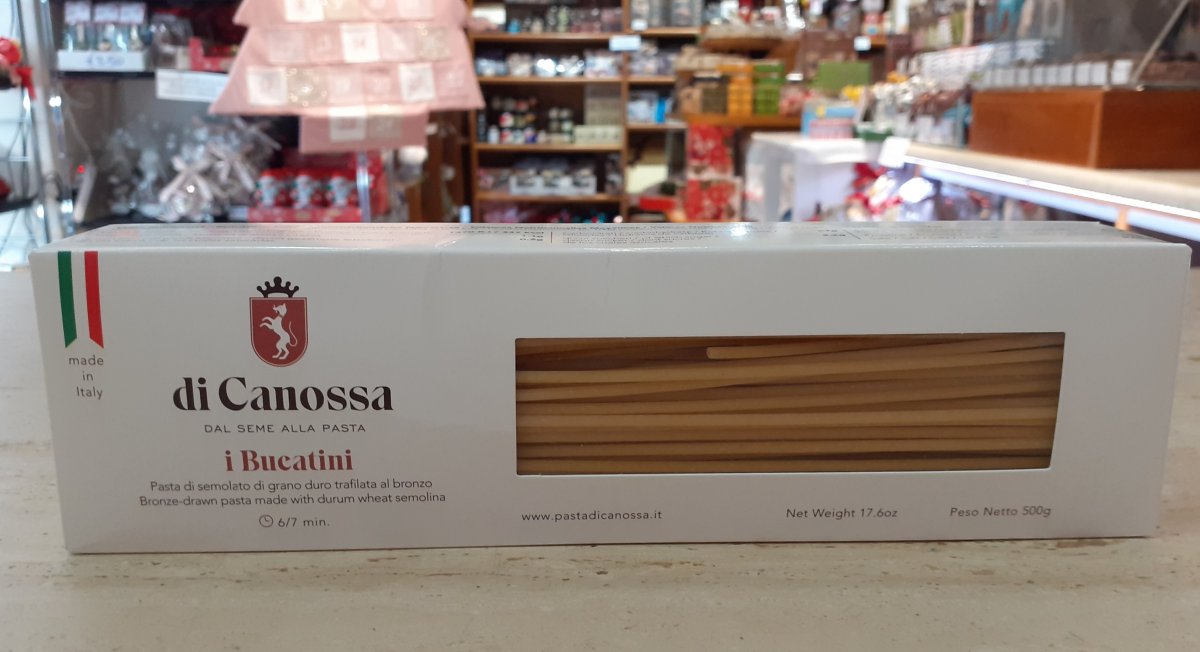 made
in
Italy
di Canossa
DAL SEME ALLA PASTA
i Bucatini
Pasta di semolato di grano duro trafilata al bronzo
Bronze-drawn pasta made with durum wheat semolina
6/7 min.
www.pastadicanossa.it
Net Weight 17.6oz
Peso Netto 500g